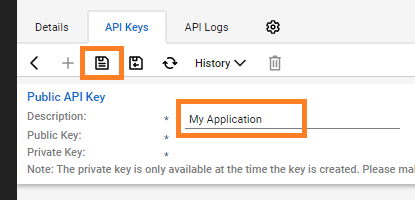 Details API Keys API Logs
History
Public API Key
Description: * My Application
Public Key: *
Private Key: *
Note: The private key is only available at the time the key is created. Please